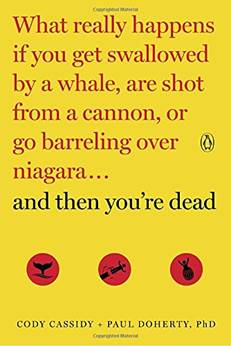 What really happens
if you get swallowed
by a whale, are shot
from a cannon, or
go barreling over
niagara...
and then you're dead
CODY CASSIDY + PAUL DOHERTY, PhD